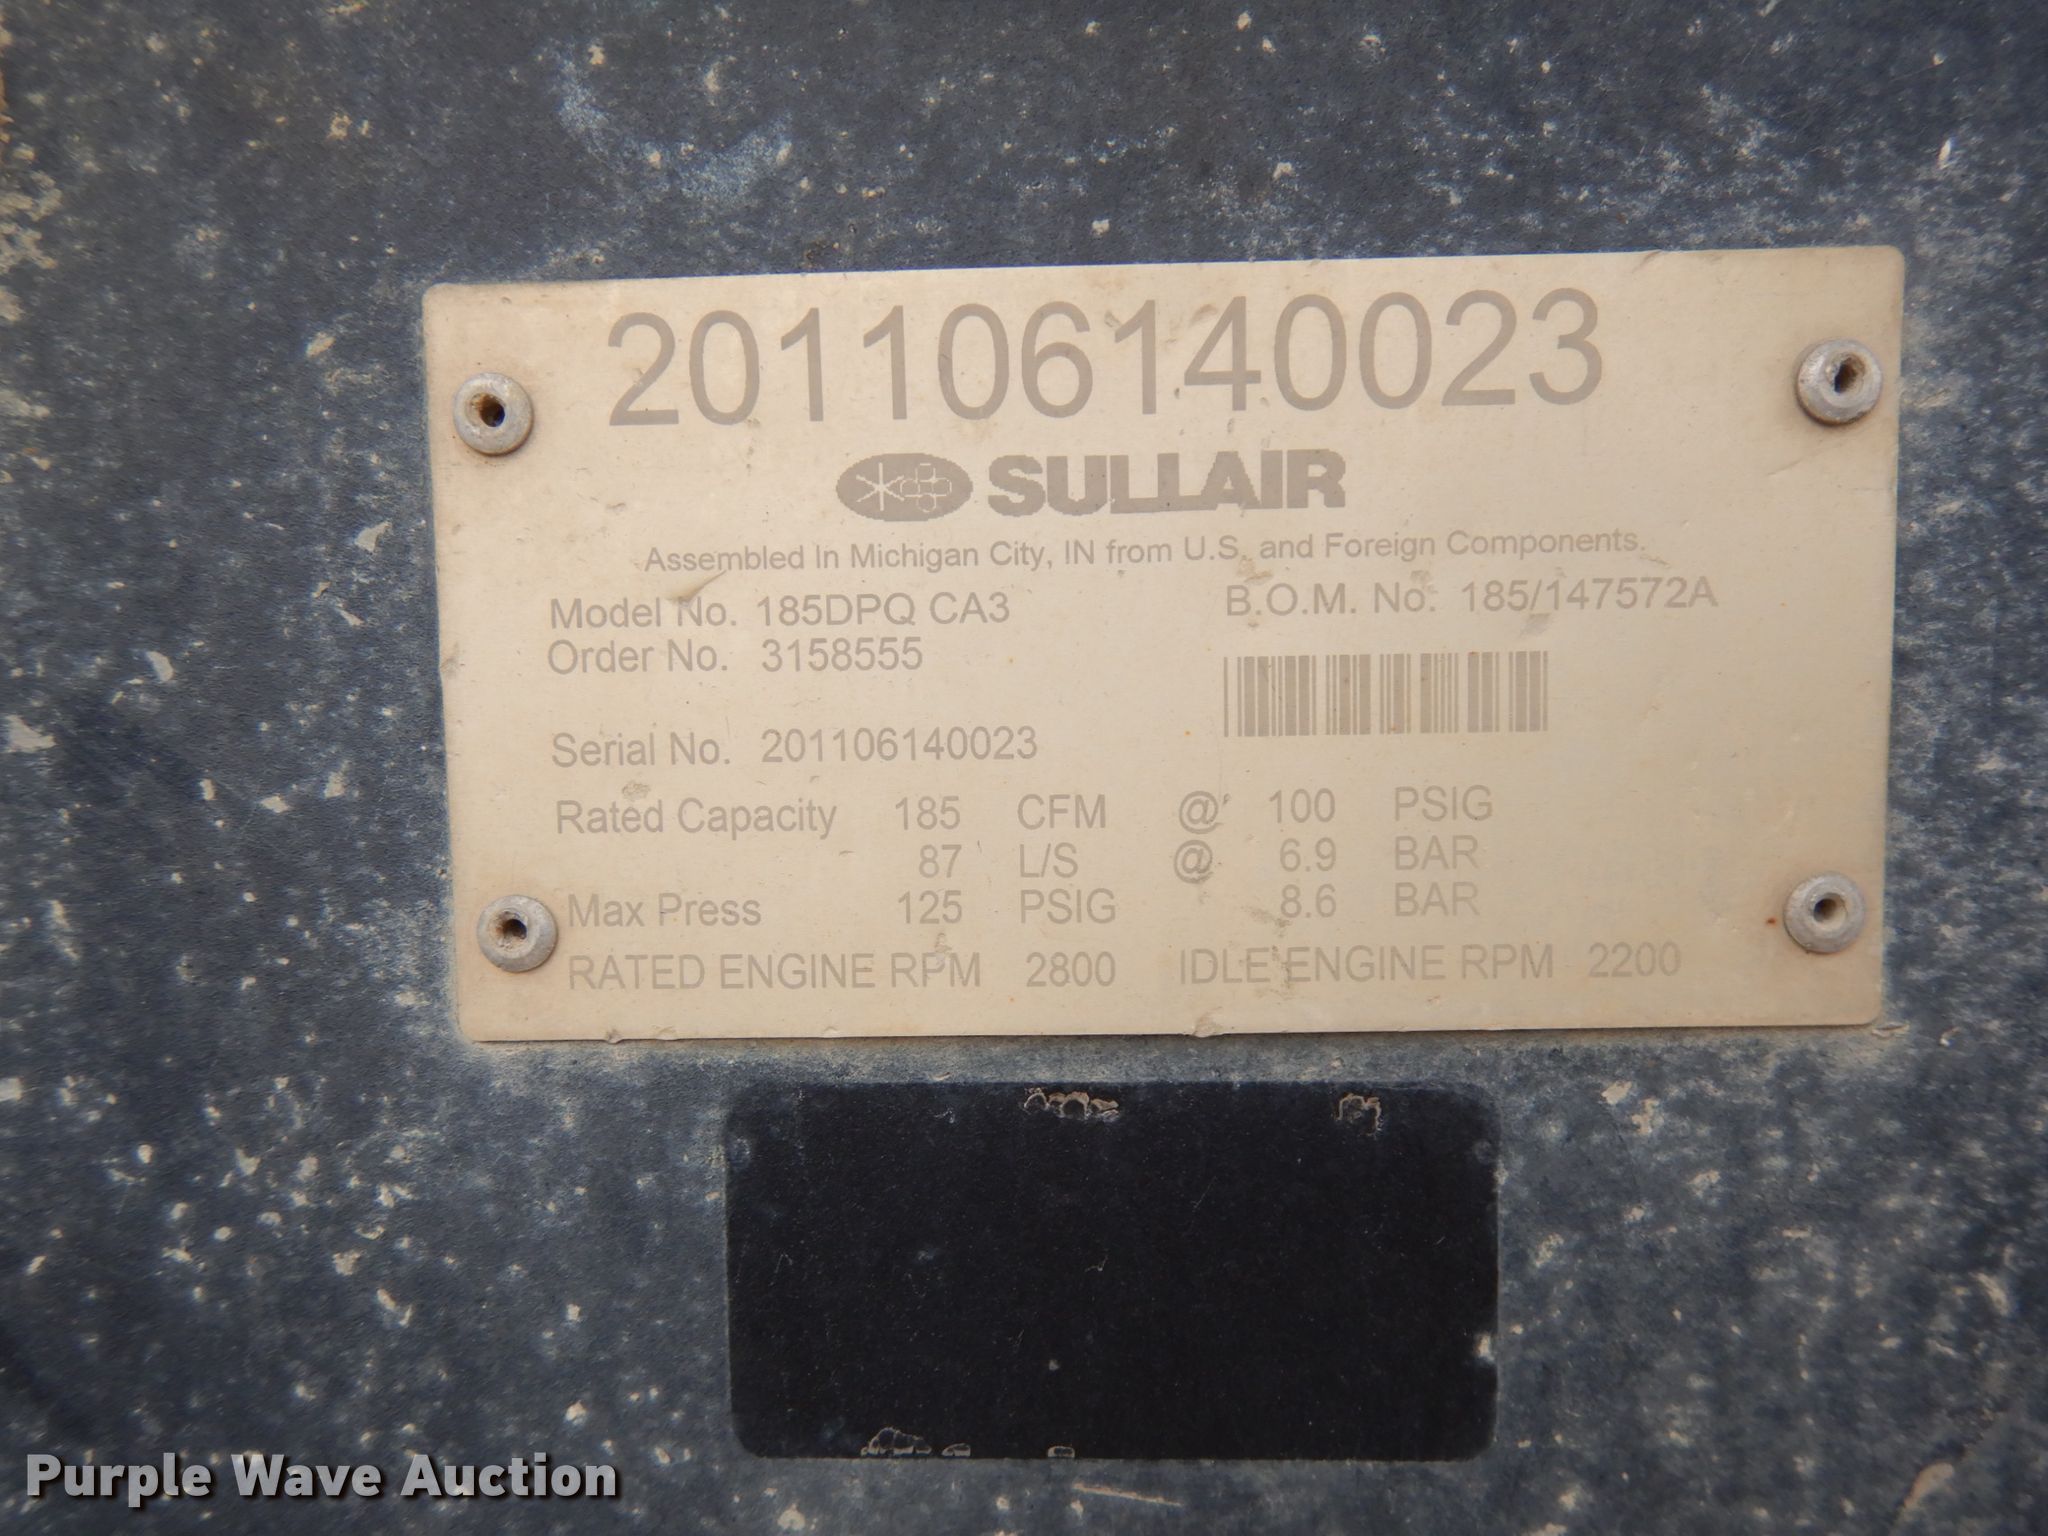 201106140023
SULLAIR
Assembled In Michigan City, IN from U.S. and Foreign Components.
Model No. 185DPQ CA3 B.O.M. No. 185/147572A
Order No. 3158555
Serial No. 201106140023
Rated Capacity 185 CFM @ 100 PSIG
87 L/S @ 6.9 BAR
Max Press 125 PSIG 8.6 BAR
RATED ENGINE RPM 2800 IDLE ENGINE RPM 2200
Purple Wave Auction